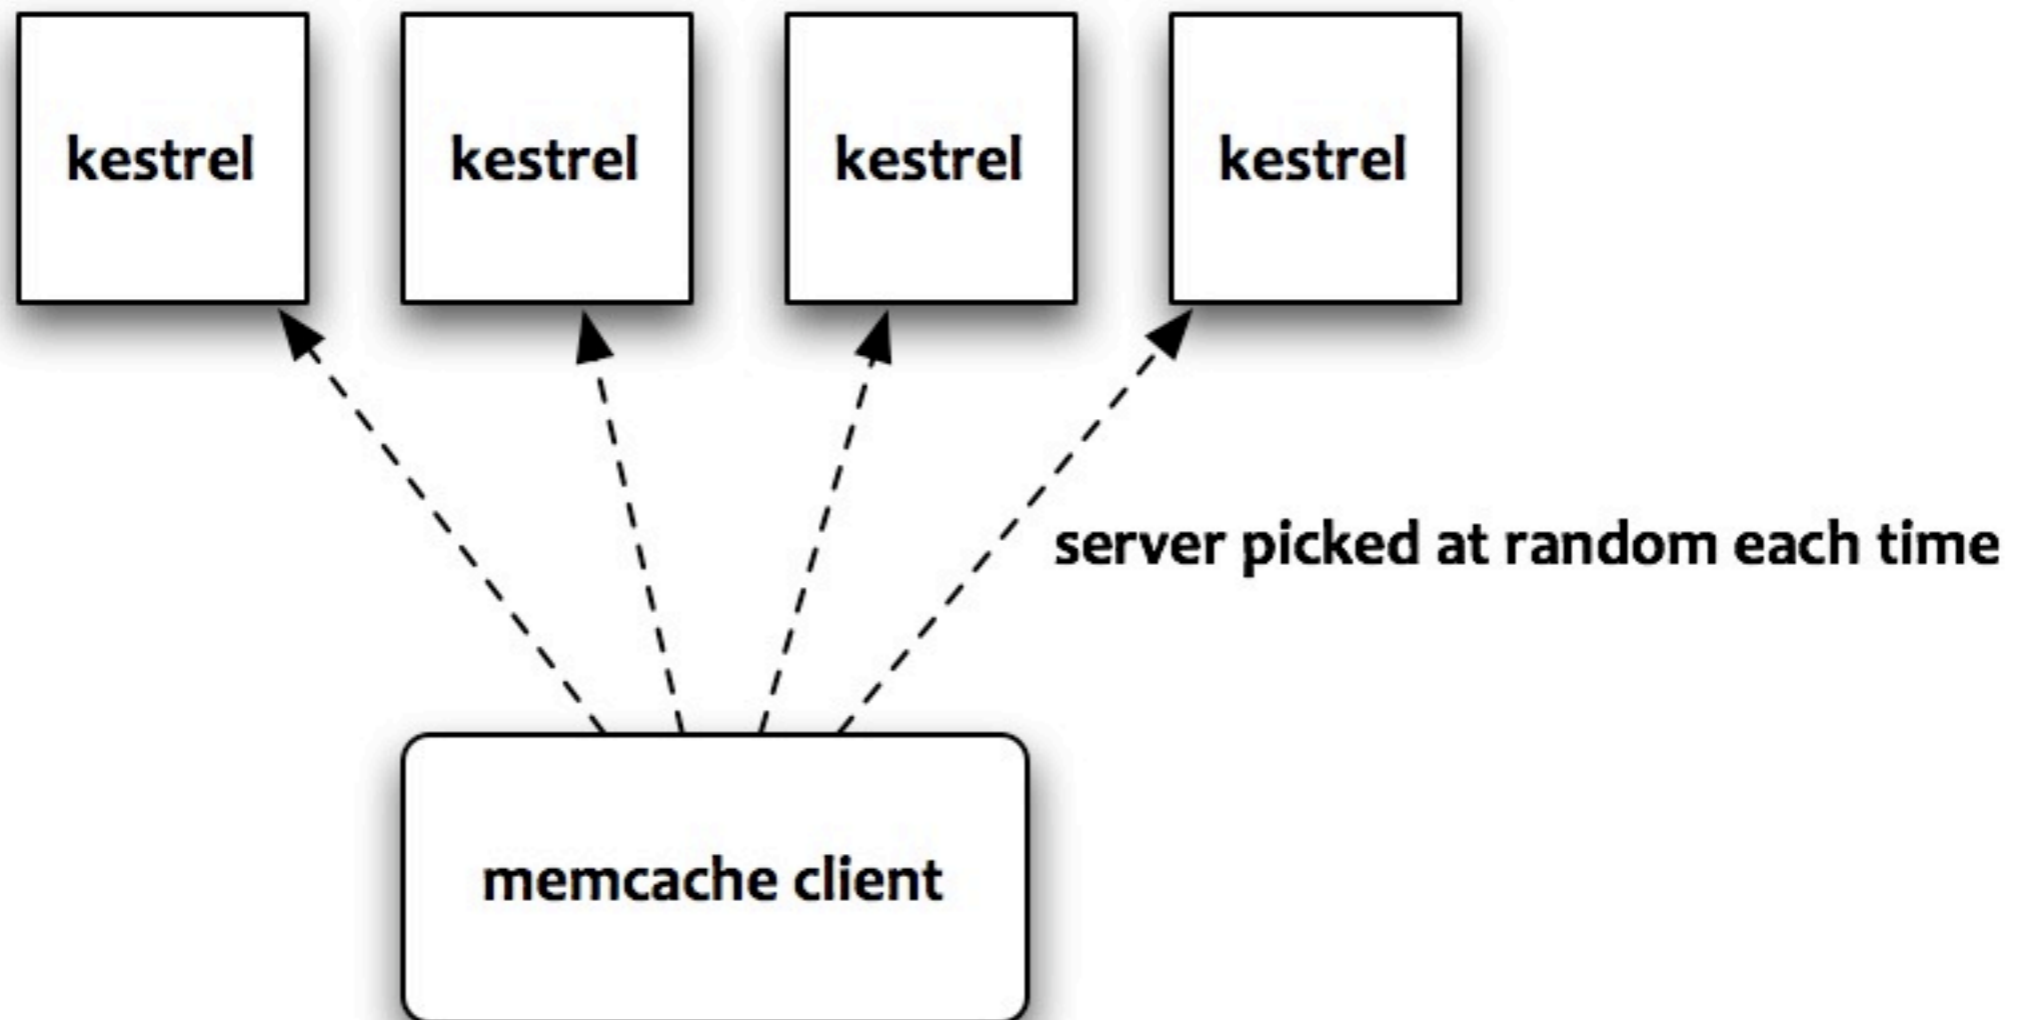 kestrel
kestrel
kestrel
kestrel
server picked at random each time
memcache client